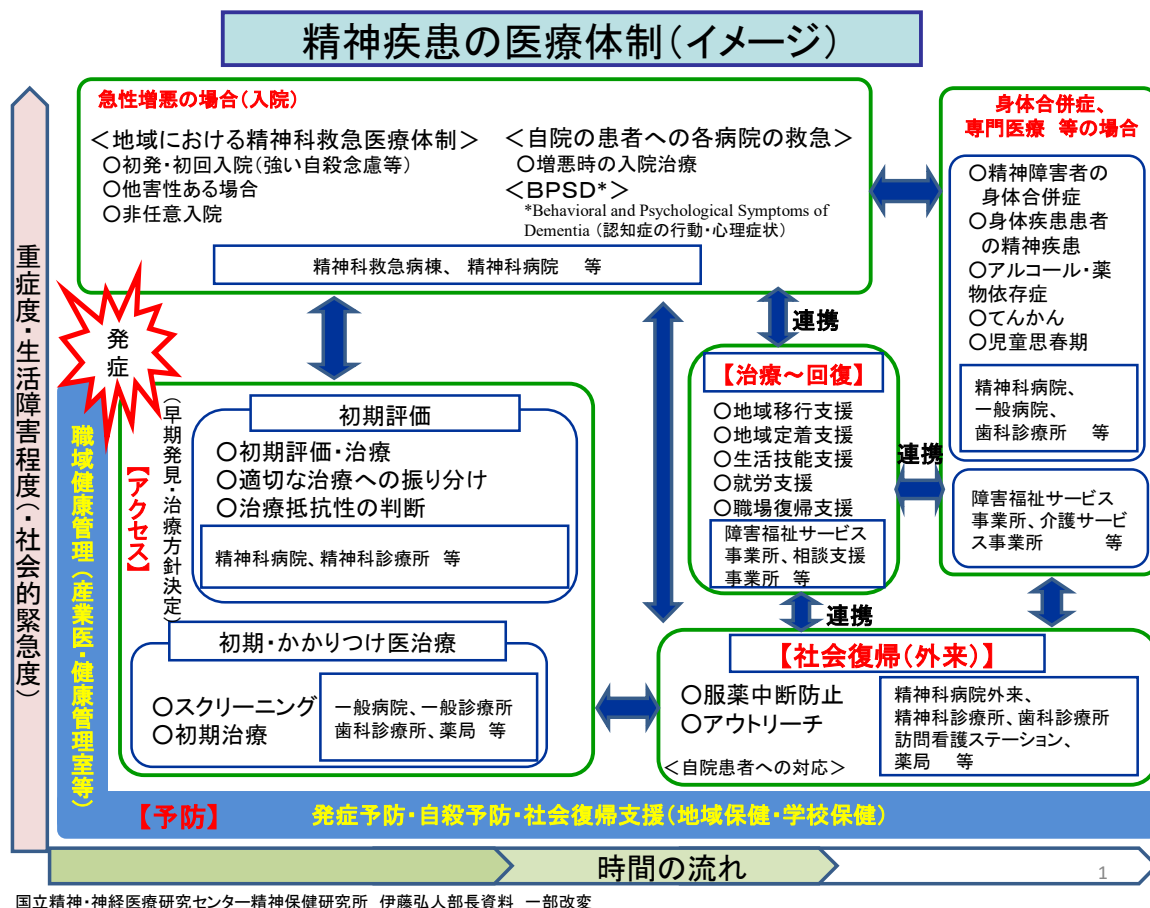 精神疾患の医療体制(イメージ)
急性増悪の場合(入院)
＜地域における精神科救急医療体制＞
○初発・初回入院(強い自殺念慮等)
○他害性ある場合
○非任意入院
＜自院の患者への各病院の救急＞
○増悪時の入院治療
＜BPSD*＞
*Behavioral and Psychological Symptoms of
Dementia (認知症の行動・心理症状)
精神科救急病棟、 精神科病院 等
身体合併症、
専門医療 等の場合
○精神障害者の
身体合併症
○身体疾患患者
の精神疾患
○アルコール・薬
物依存症
○てんかん
○児童思春期
精神科病院、
一般病院、
歯科診療所 等
障害福祉サービス
事業所、介護サービ
ス事業所 等
重症度・生活障害程度(・社会的緊急度)
発
症
連携
【治療～回復】
○地域移行支援
○地域定着支援
○生活技能支援
○就労支援
○職場復帰支援
障害福祉サービス
事業所、相談支援
事業所 等
連携
連携
職域健康管理(産業医・健康管理室等)
【アクセス】
(早期発見・治療方針決定)
初期評価
○初期評価・治療
○適切な治療への振り分け
○治療抵抗性の判断
精神科病院、精神科診療所 等
初期・かかりつけ医治療
○スクリーニング
○初期治療
一般病院、一般診療所
歯科診療所、薬局 等
【社会復帰(外来)】
○服薬中断防止
○アウトリーチ
＜自院患者への対応＞
精神科病院外来、
精神科診療所、歯科診療所
訪問看護ステーション、
薬局 等
【予防】 発症予防・自殺予防・社会復帰支援(地域保健・学校保健)
時間の流れ
1
国立精神・神経医療研究センター精神保健研究所 伊藤弘人部長資料 一部改変